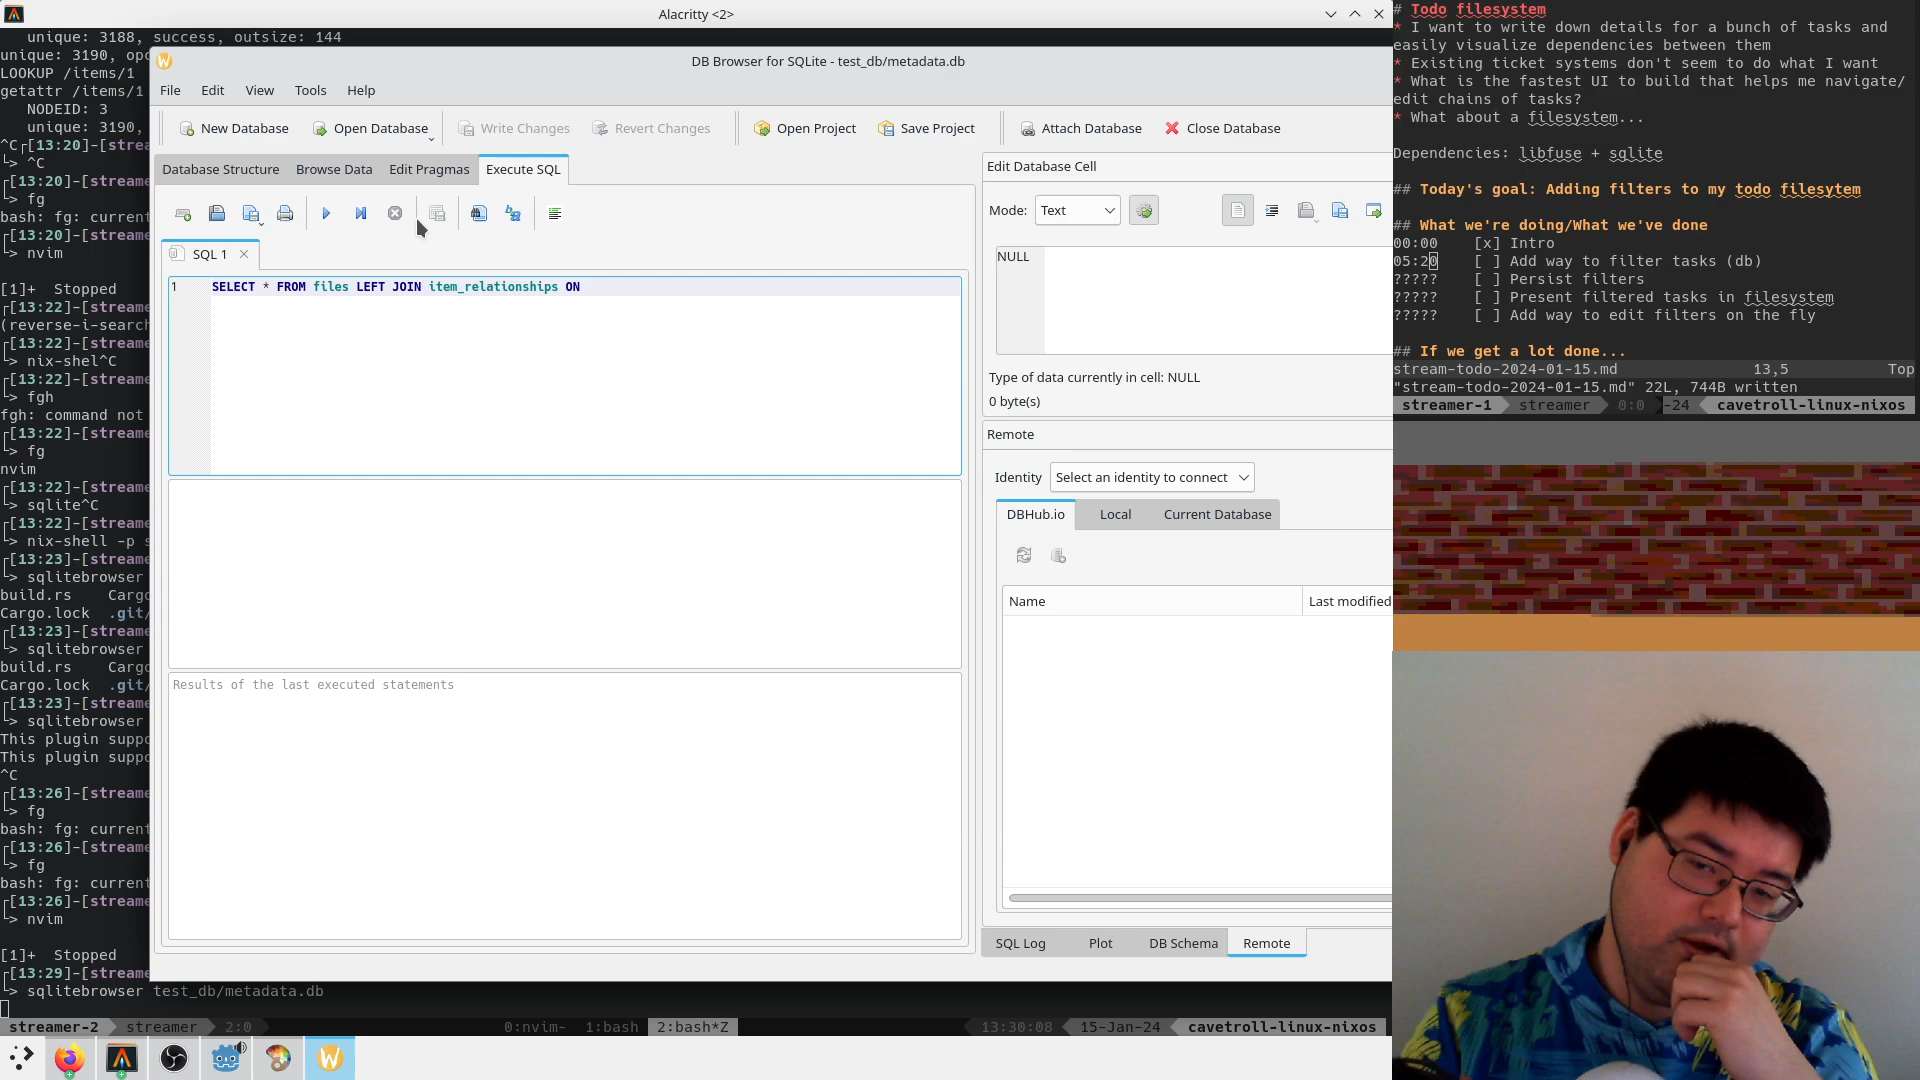 Alacritty <2>
unique: 3188, success, outsize: 144
unique: 3190, opc
LOOKUP /items/1
getattr /items/1
NODEID: 3
unique: 3190,
^C┌[13:20]-[streame
└> ^C
┌[13:20]-[streame
└> fg
bash: fg: current
┌[13:20]-[streame
└> nvim
[1]+  Stopped
┌[13:22]-[streame
(reverse-i-search
┌[13:22]-[streame
└> nix-shel^C
┌[13:22]-[streame
└> fgh
fgh: command not
┌[13:22]-[streame
└> fg
nvim
┌[13:22]-[streame
└> sqlite^C
┌[13:22]-[streame
└> nix-shell -p s
┌[13:23]-[streame
└> sqlitebrowser
build.rs    Cargo
Cargo.lock  .git/
┌[13:23]-[streame
└> sqlitebrowser
build.rs    Cargo
Cargo.lock  .git/
┌[13:23]-[streame
└> sqlitebrowser
This plugin suppo
This plugin suppo
^C
┌[13:26]-[streame
└> fg
bash: fg: current
┌[13:26]-[streame
└> fg
bash: fg: current
┌[13:26]-[streame
└> nvim
[1]+  Stopped
┌[13:29]-[streame
└> sqlitebrowser test_db/metadata.db
streamer-2 streamer 2:0 0:nvim- 1:bash 2:bash*Z 13:30:08 15-Jan-24 cavetroll-linux-nixos
DB Browser for SQLite - test_db/metadata.db
File Edit View Tools Help
New Database Open Database Write Changes Revert Changes Open Project Save Project Attach Database Close Database
Database Structure Browse Data Edit Pragmas Execute SQL
SQL 1
1 SELECT * FROM files LEFT JOIN item_relationships ON
Results of the last executed statements
Edit Database Cell
Mode: Text
NULL
Type of data currently in cell: NULL
0 byte(s)
Remote
Identity Select an identity to connect
DBHub.io Local Current Database
Name Last modified
SQL Log Plot DB Schema Remote
# Todo filesystem
* I want to write down details for a bunch of tasks and
easily visualize dependencies between them
* Existing ticket systems don't seem to do what I want
* What is the fastest UI to build that helps me navigate/
edit chains of tasks?
* What about a filesystem...
Dependencies: libfuse + sqlite
## Today's goal: Adding filters to my todo filesytem
## What we're doing/What we've done
00:00    [x] Intro
05:20    [ ] Add way to filter tasks (db)
?????    [ ] Persist filters
?????    [ ] Present filtered tasks in filesystem
?????    [ ] Add way to edit filters on the fly
## If we get a lot done...
stream-todo-2024-01-15.md 13,5 Top
"stream-todo-2024-01-15.md" 22L, 744B written
streamer-1 streamer 0:0 -24 cavetroll-linux-nixos